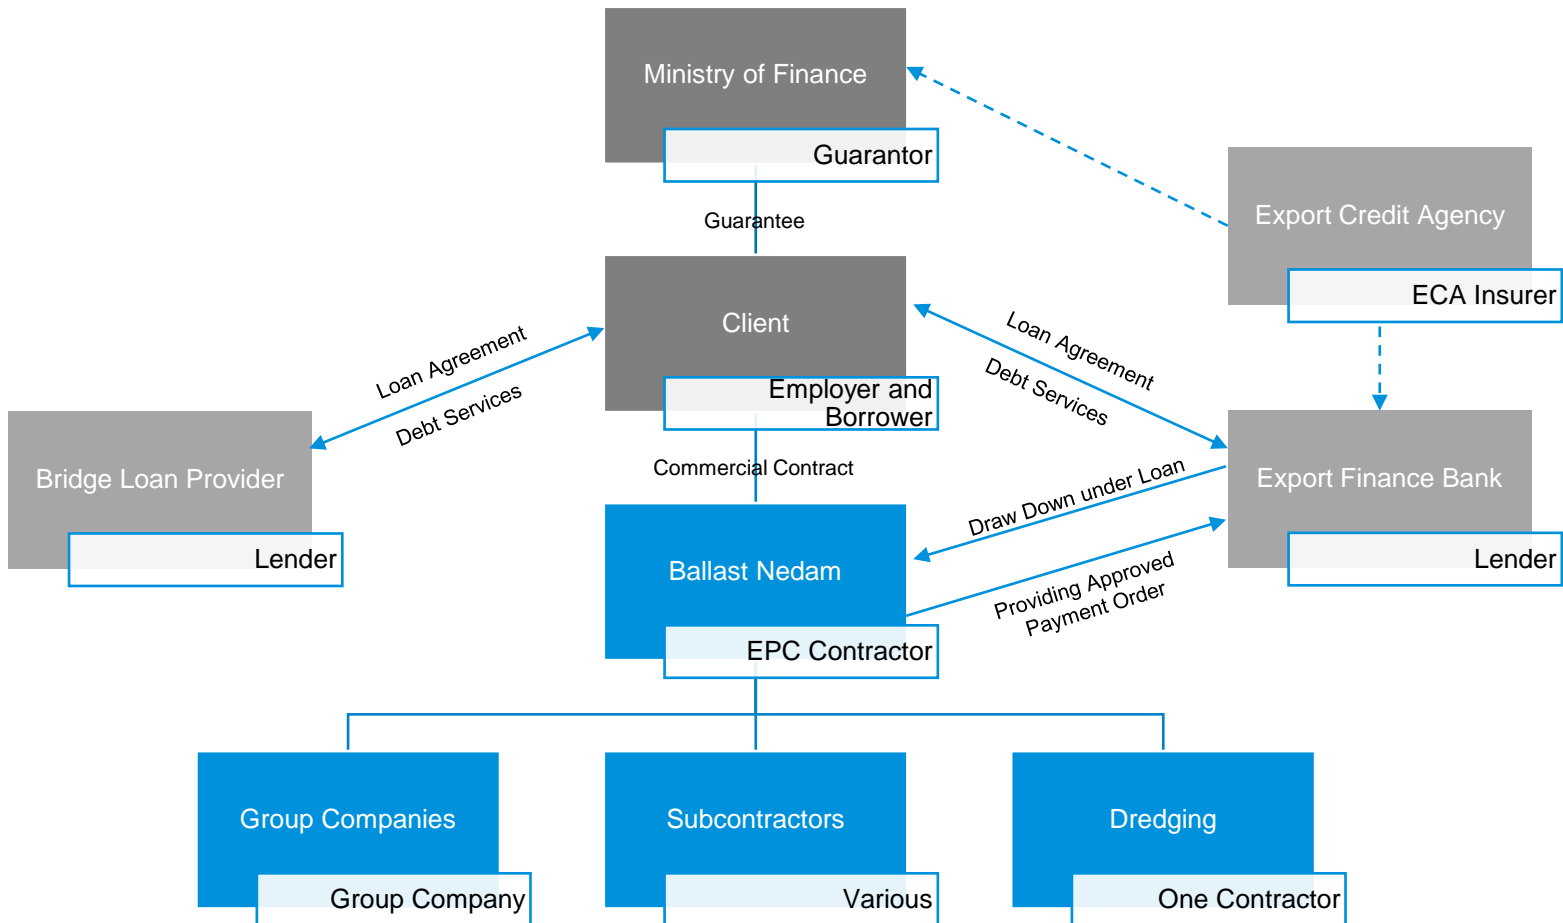 Ministry of Finance
Guarantor
Guarantee
Export Credit Agency
ECA Insurer
Client
Employer and
Borrower
Loan Agreement
Debt Services
Loan Agreement
Debt Services
Bridge Loan Provider
Lender
Commercial Contract
Export Finance Bank
Lender
Draw Down under Loan
Providing Approved
Payment Order
Ballast Nedam
EPC Contractor
Group Companies
Group Company
Subcontractors
Various
Dredging
One Contractor